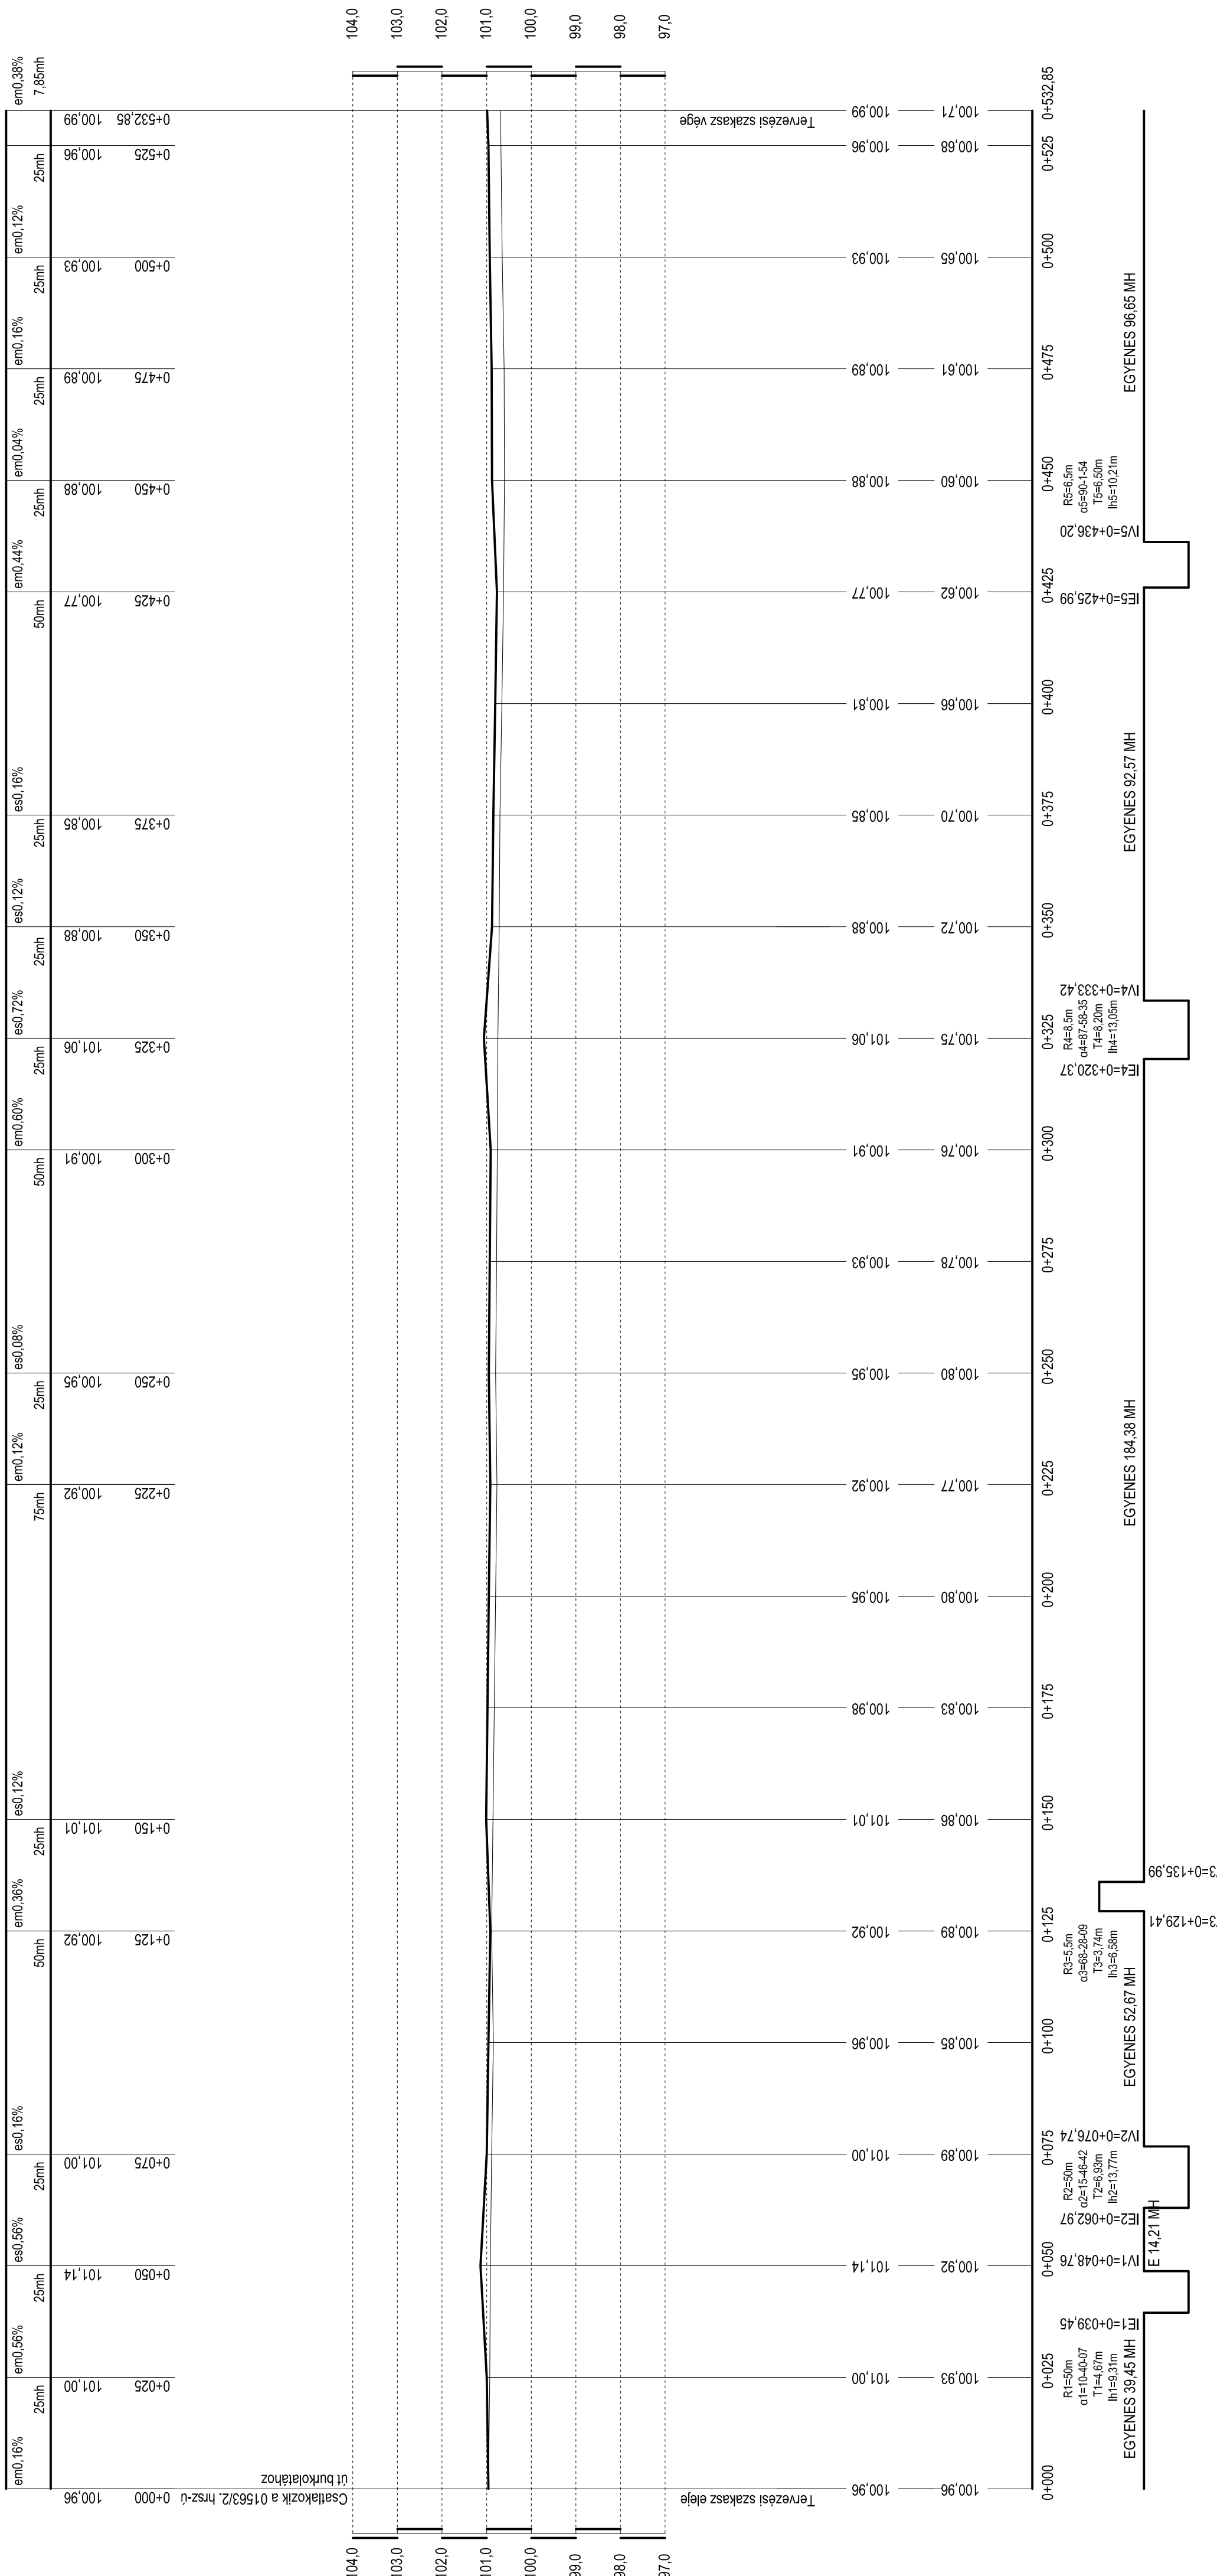 em0,16%
em0,56%
es0,56%
es0,16%
em0,36%
es0,12%
em0,12%
es0,08%
em0,60%
es0,72%
es0,12%
es0,16%
em0,44%
em0,04%
em0,16%
em0,12%
em0,38%
25mh
25mh
25mh
50mh
25mh
75mh
25mh
50mh
25mh
25mh
25mh
50mh
25mh
25mh
25mh
25mh
7,85mh
100,96
101,00
101,14
101,00
100,92
101,01
100,92
100,95
100,91
101,06
100,88
100,85
100,77
100,88
100,89
100,93
100,96
100,99
0+000
0+025
0+050
0+075
0+125
0+150
0+225
0+250
0+300
0+325
0+350
0+375
0+425
0+450
0+475
0+500
0+525
0+532,85
Csatlakozik a 01563/2. hrsz-ú
út burkolatához
104,0
103,0
102,0
101,0
100,0
99,0
98,0
97,0
104,0
103,0
102,0
101,0
100,0
99,0
98,0
97,0
Tervezési szakasz eleje
Tervezési szakasz vége
100,96
101,00
101,14
101,00
100,96
100,92
101,01
100,98
100,95
100,92
100,95
100,93
100,91
101,06
100,88
100,85
100,81
100,77
100,88
100,89
100,93
100,96
100,99
100,96
100,93
100,92
100,89
100,85
100,89
100,86
100,83
100,80
100,77
100,80
100,78
100,76
100,75
100,72
100,70
100,66
100,62
100,60
100,61
100,65
100,68
100,71
0+000
0+025
0+050
0+075
0+100
0+125
0+150
0+175
0+200
0+225
0+250
0+275
0+300
0+325
0+350
0+375
0+400
0+425
0+450
0+475
0+500
0+525
0+532,85
R1=50m
α1=10-40-07
T1=4,67m
Ih1=9,31m
EGYENES 39,45 MH
IE1=0+039,45
IV1=0+048,76
E 14,21 MH
IE2=0+062,97
R2=50m
α2=15-46-42
T2=6,93m
Ih2=13,77m
IV2=0+076,74
EGYENES 52,67 MH
R3=5,5m
α3=68-28-09
T3=3,74m
Ih3=6,58m
3=0+129,41
3=0+135,99
EGYENES 184,38 MH
IE4=0+320,37
R4=8,5m
α4=87-58-35
T4=8,20m
Ih4=13,05m
IV4=0+333,42
EGYENES 92,57 MH
IE5=0+425,99
IV5=0+436,20
R5=6,5m
α5=90-1-54
T5=6,50m
Ih5=10,21m
EGYENES 96,65 MH